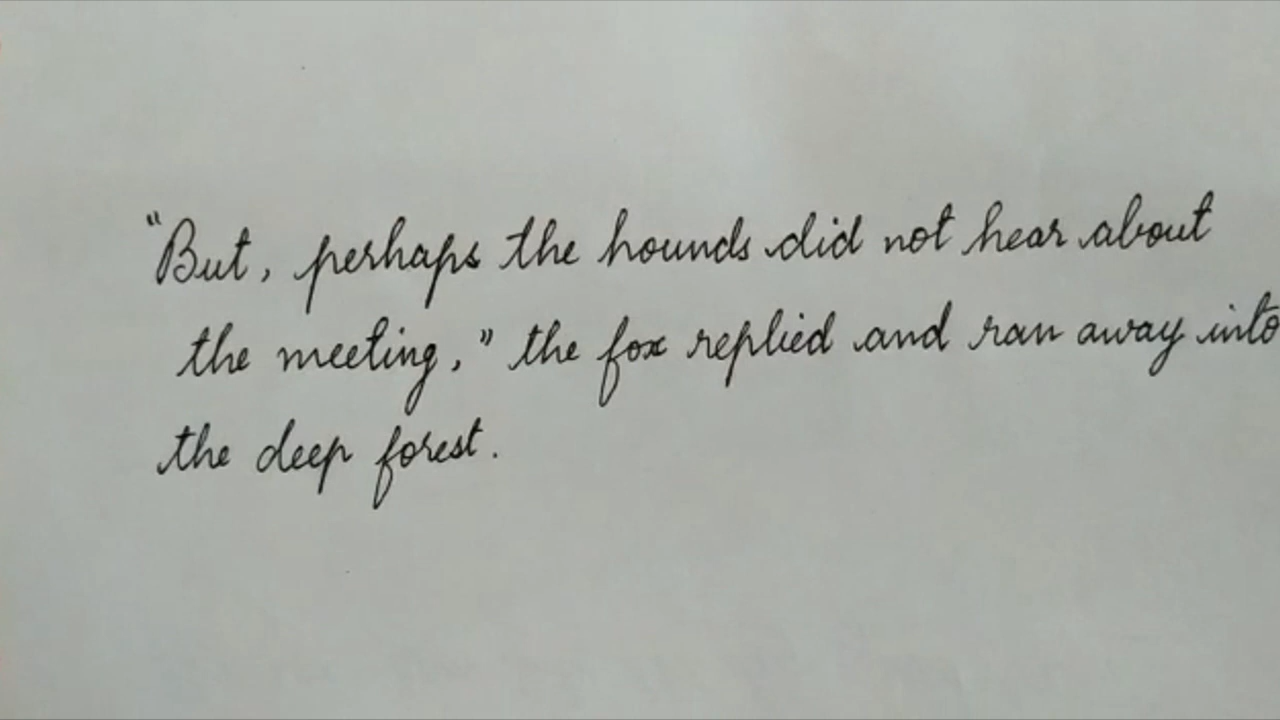 "But, perhaps the hounds did not hear about
the meeting," the fox replied and ran away into
the deep forest.